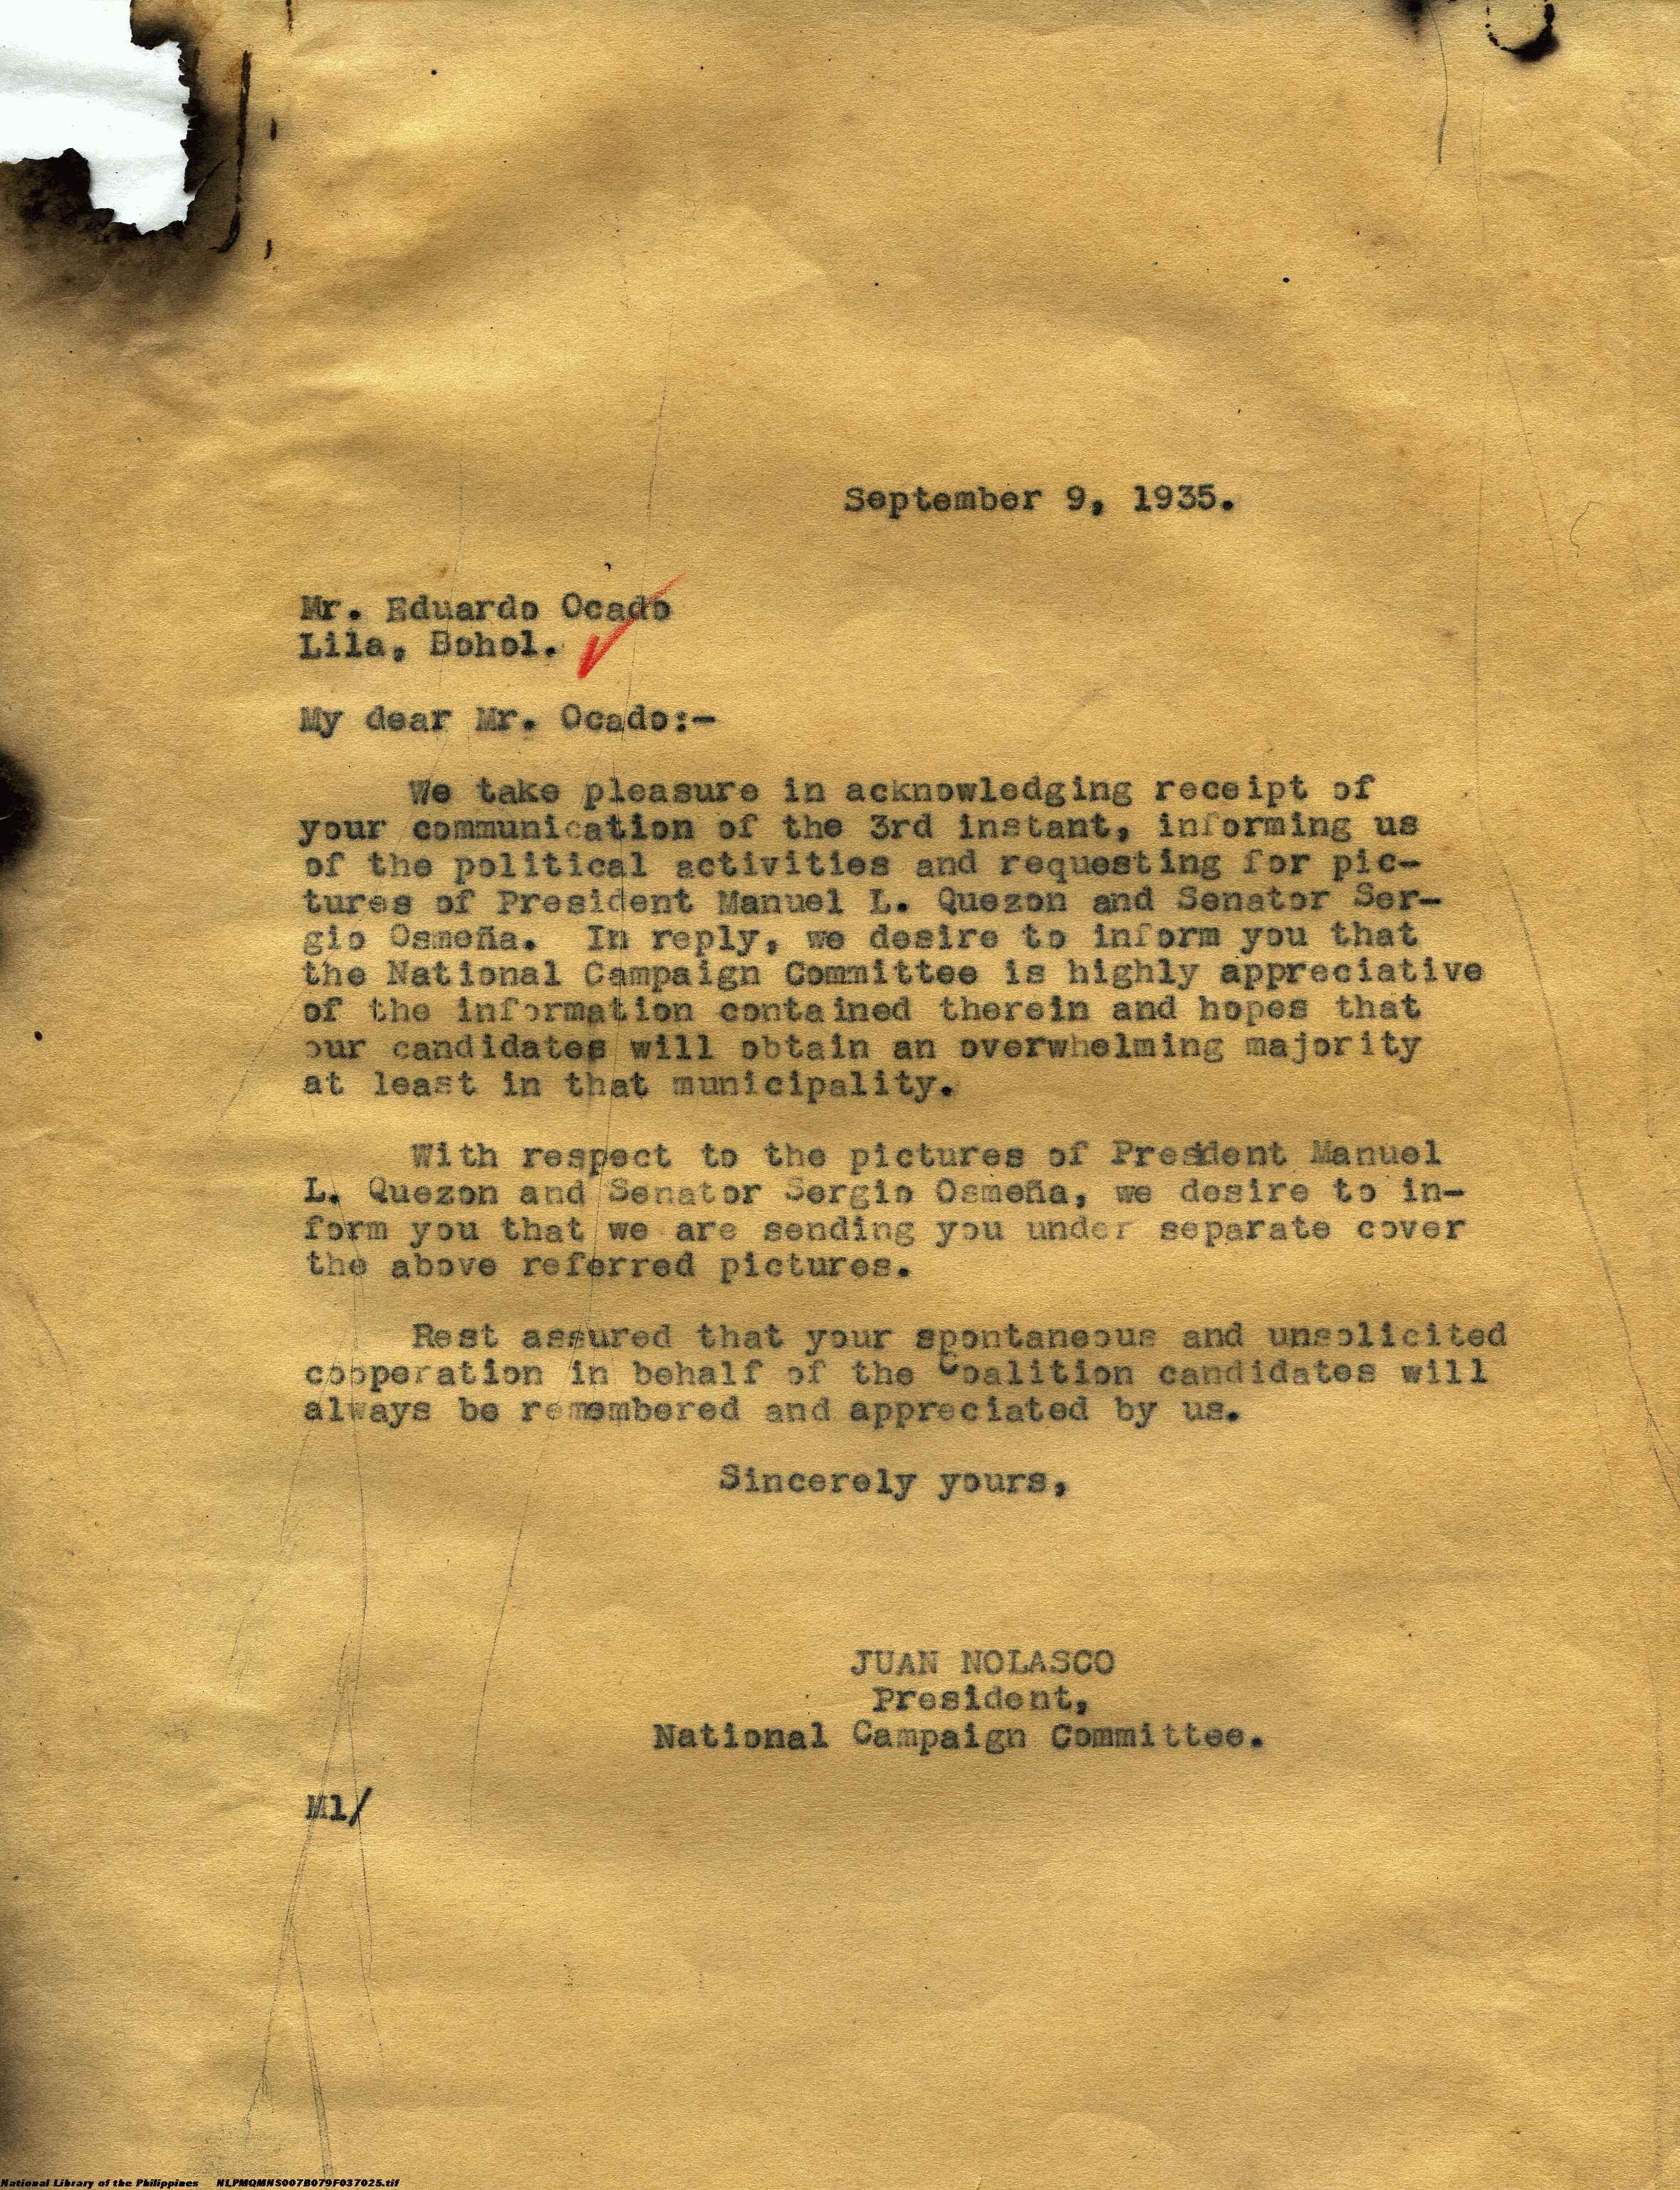 September 9, 1935.
Mr. Eduardo Ocado
Lila, Bohol.
My dear Mr. Ocado:-
We take pleasure in acknowledging receipt of
your communication of the 3rd instant, informing us
of the political activities and requesting for pic-
tures of President Manuel L. Quezon and Senator Ser-
gio Osmeña. In reply, we desire to inform you that
the National Campaign Committee is highly appreciative
of the information contained therein and hopes that
our candidates will obtain an overwhelming majority
at least in that municipality.
With respect to the pictures of President Manuel
L. Quezon and Senator Sergio Osmeña, we desire to in-
form you that we are sending you under separate cover
the above referred pictures.
Rest assured that your spontaneous and unsolicited
cooperation in behalf of the Coalition candidates will
always be remembered and appreciated by us.
Sincerely yours,
JUAN NOLASCO
President,
National Campaign Committee.
Ml/
National Library of the Philippines NLPMQMNS007B079F037025.tif